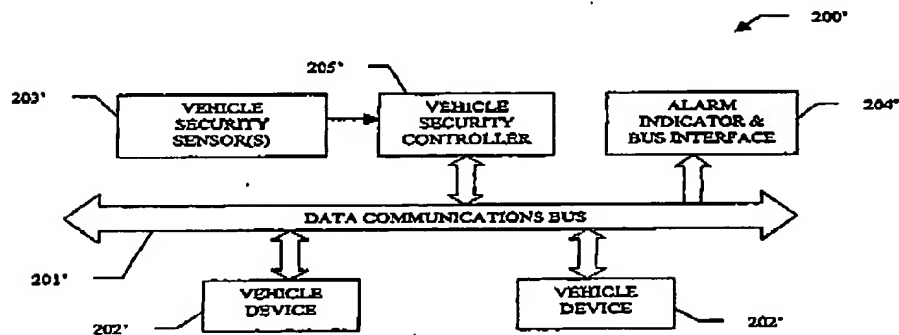 200'
205'
203'
VEHICLE
SECURITY
SENSOR(S)
VEHICLE
SECURITY
CONTROLLER
ALARM
INDICATOR &
BUS INTERFACE
204'
DATA COMMUNICATIONS BUS
201'
VEHICLE
DEVICE
202'
VEHICLE
DEVICE
202'